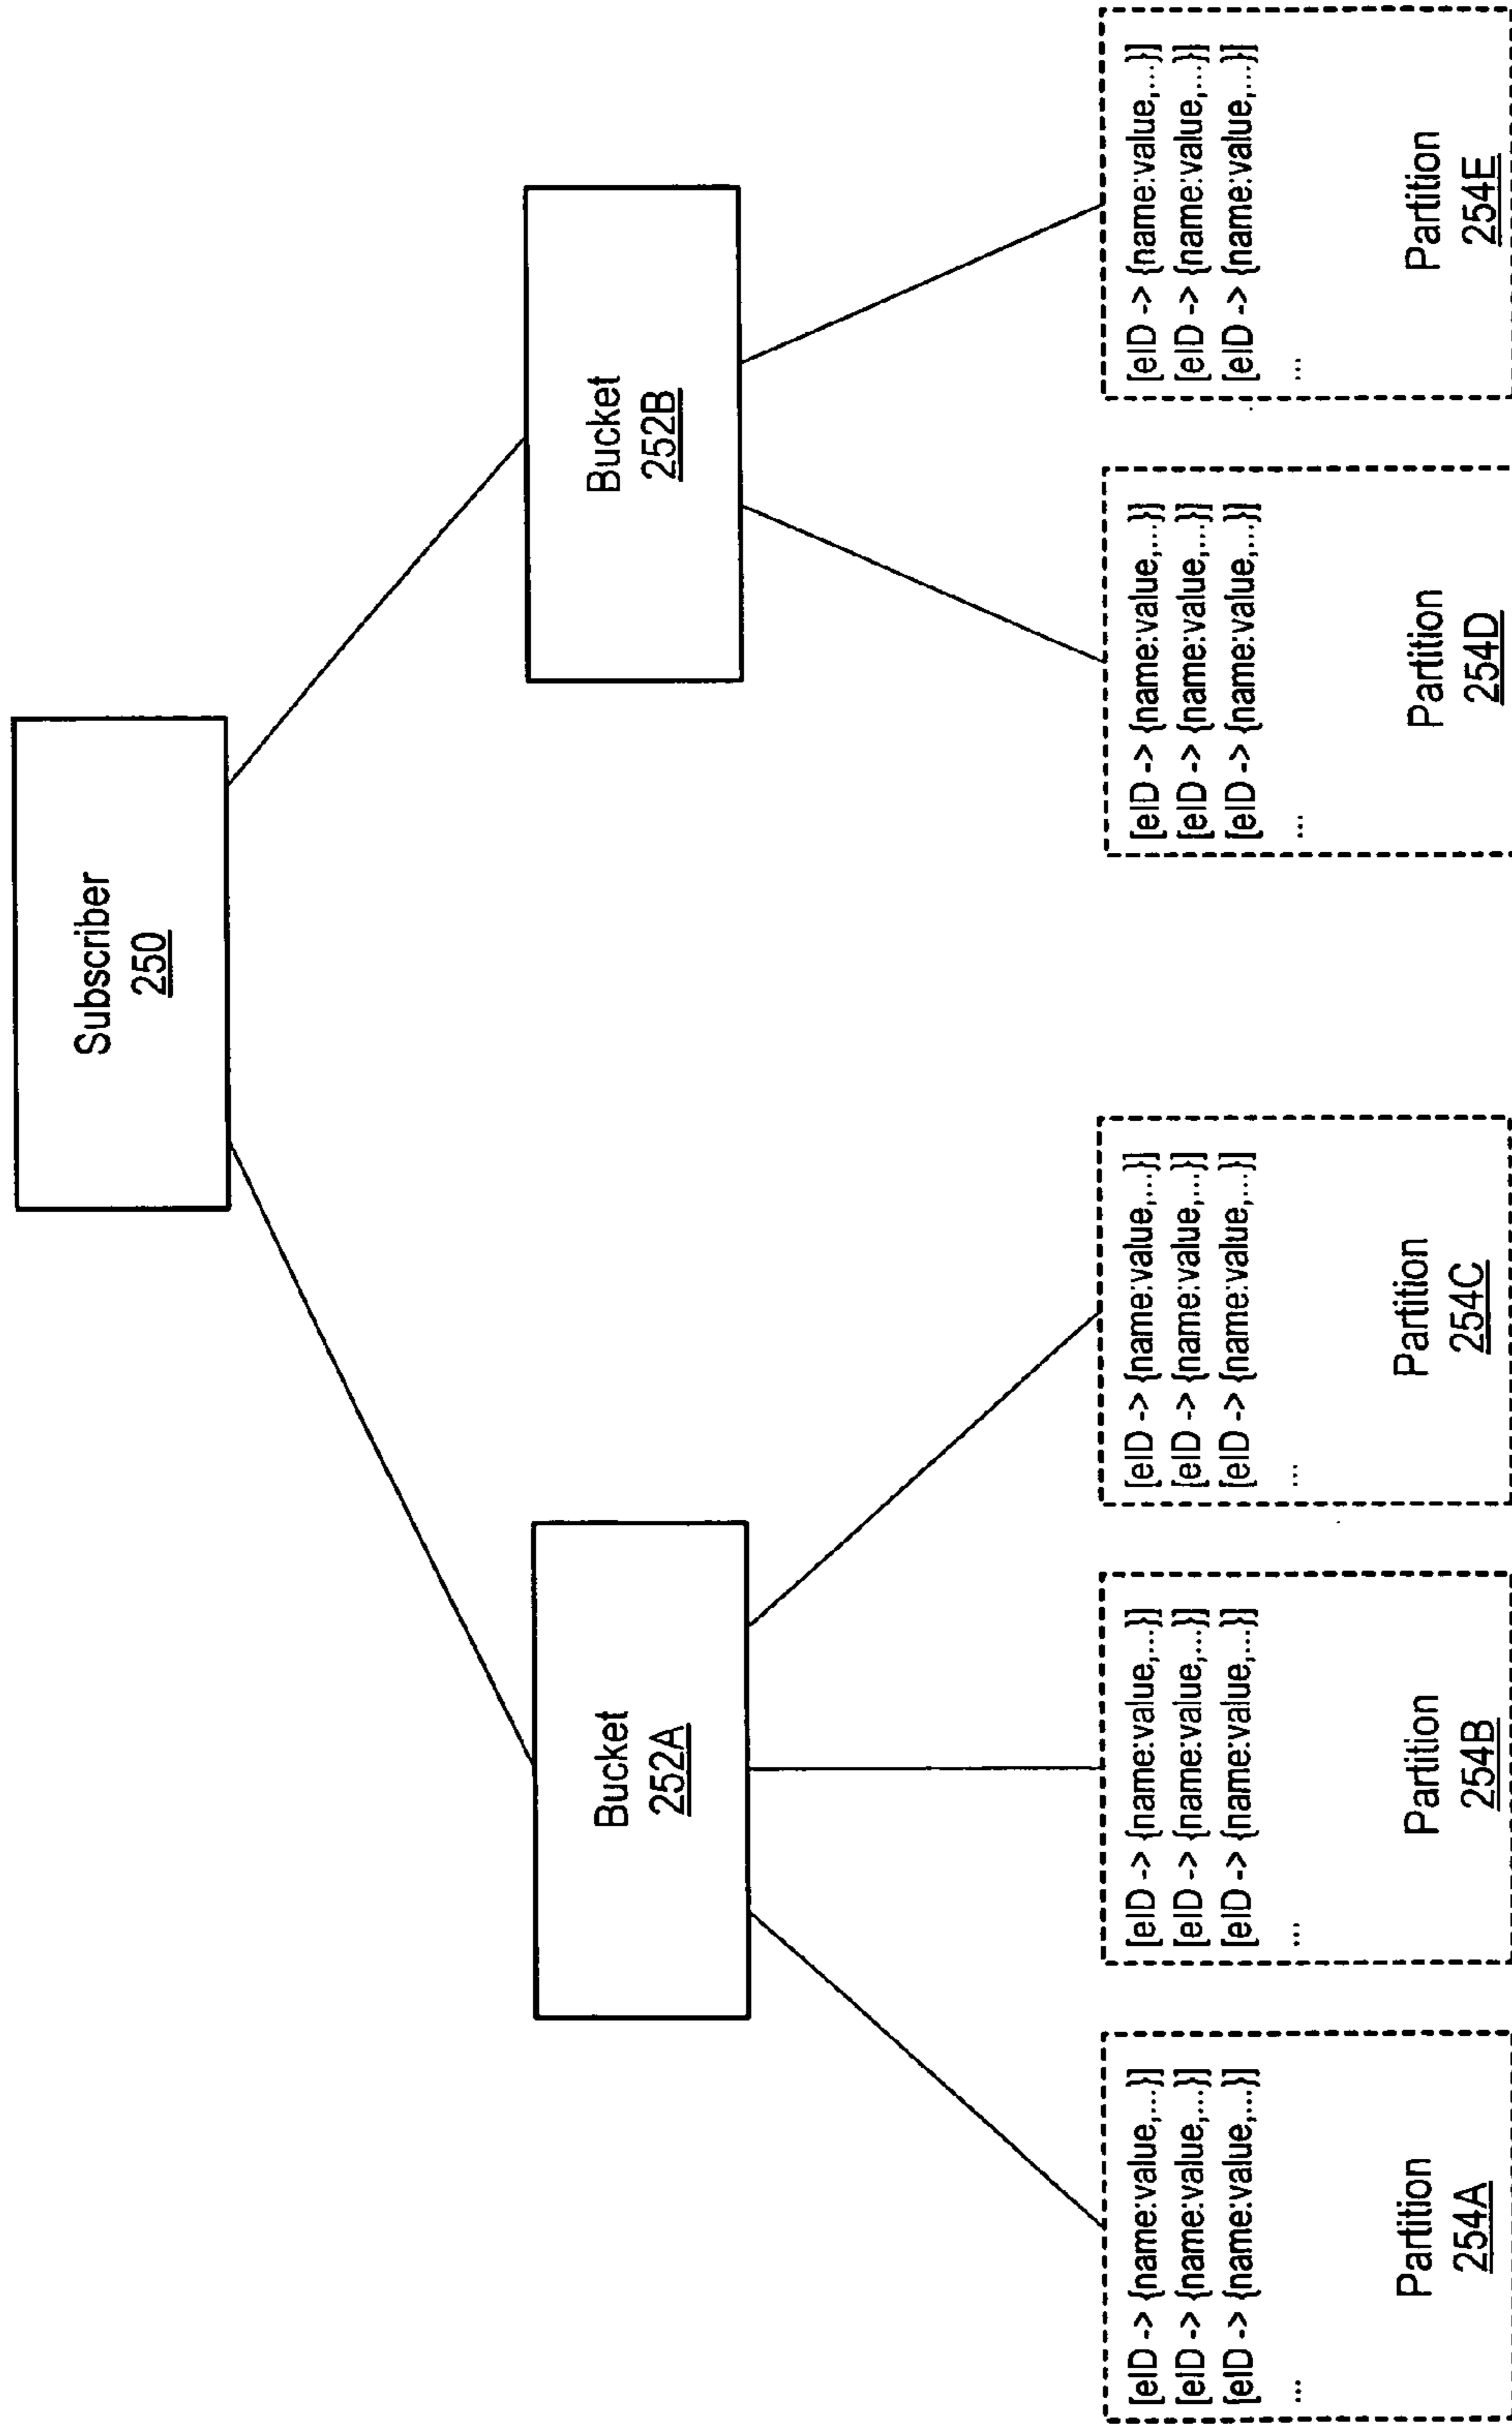 Subscriber
250
Bucket
252A
Bucket
252B
[eID -> {name:value,...}]
[eID -> {name:value,...}]
[eID -> {name:value,...}]
...
Partition
254A
[eID -> {name:value,...}]
[eID -> {name:value,...}]
[eID -> {name:value,...}]
...
Partition
254B
[eID -> {name:value,...}]
[eID -> {name:value,...}]
[eID -> {name:value,...}]
...
Partition
254C
[eID -> {name:value,...}]
[eID -> {name:value,...}]
[eID -> {name:value,...}]
...
Partition
254D
[eID -> {name:value,...}]
[eID -> {name:value,...}]
[eID -> {name:value,...}]
...
Partition
254E